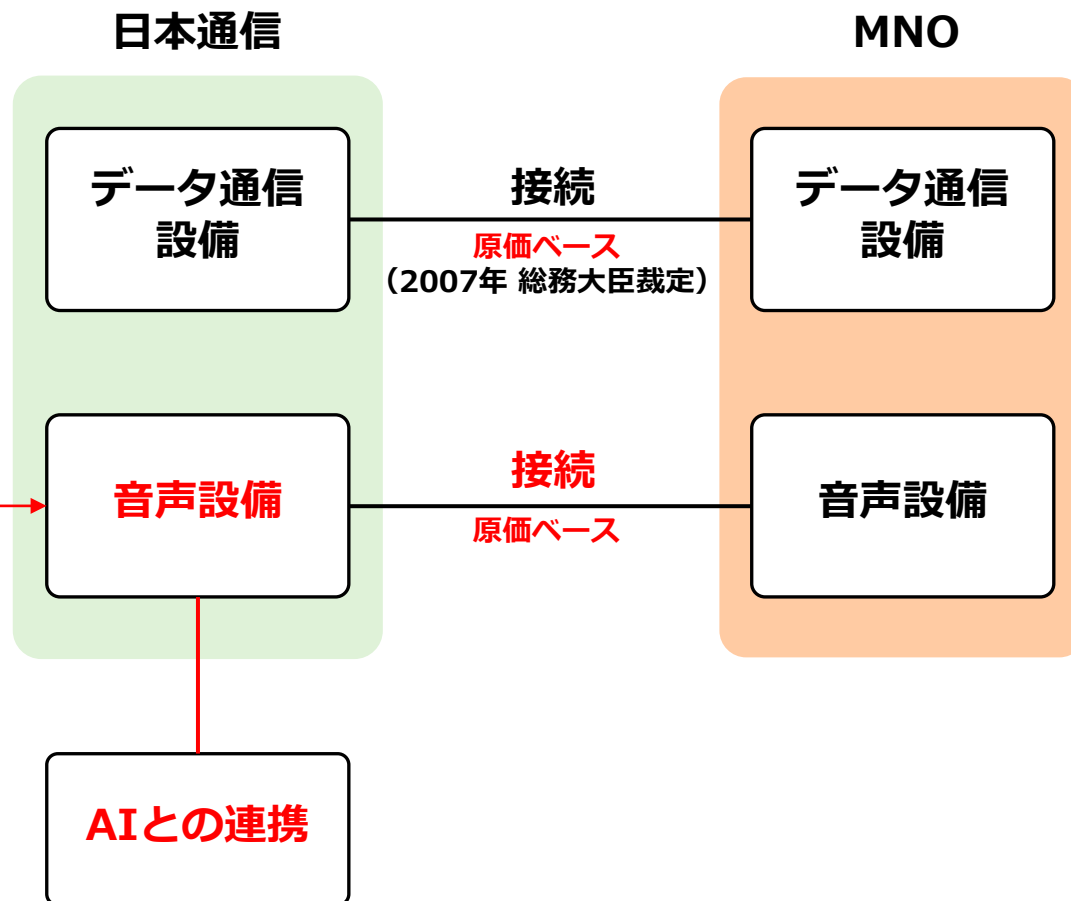 日本通信
MNO
データ通信
設備
接続
原価ベース
（2007年 総務大臣裁定）
データ通信
設備
音声設備
接続
原価ベース
音声設備
AIとの連携